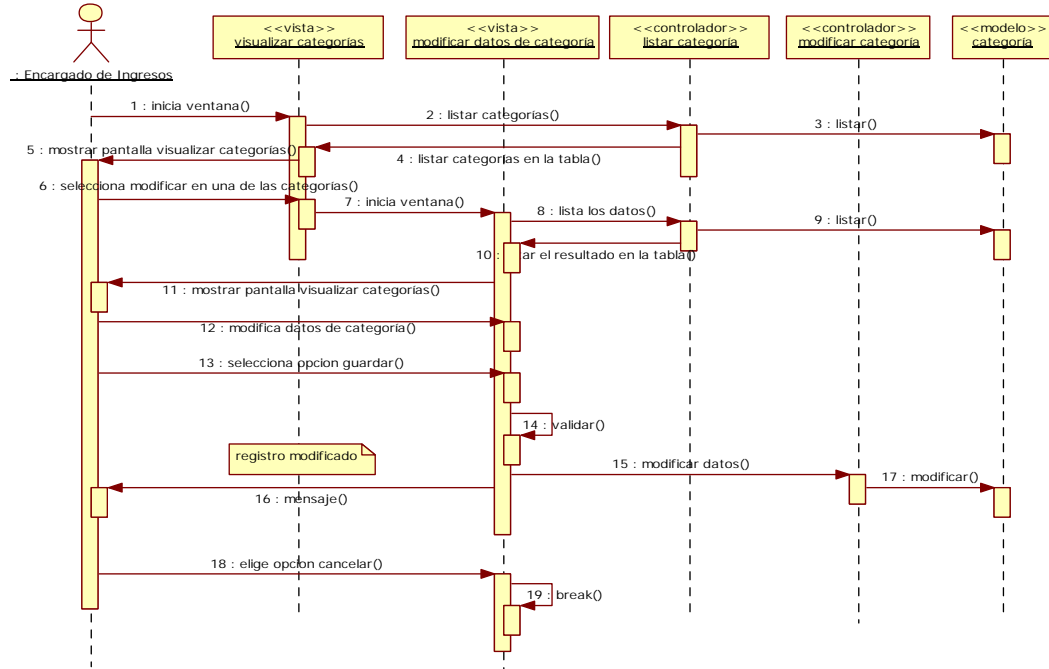 <<vista>>
visualizar categorías
<<vista>>
modificar datos de categoría
<<controlador>>
listar categoría
<<controlador>>
modificar categoría
<<modelo>>
categoría
: Encargado de Ingresos
1 : inicia ventana()
2 : listar categorías()
3 : listar()
4 : listar categorías en la tabla()
5 : mostrar pantalla visualizar categorías()
6 : selecciona modificar en una de las categorías()
7 : inicia ventana()
8 : lista los datos()
9 : listar()
10 : ar el resultado en la tabla()
11 : mostrar pantalla visualizar categorías()
12 : modifica datos de categoría()
13 : selecciona opcion guardar()
14 : validar()
registro modificado
15 : modificar datos()
16 : mensaje()
17 : modificar()
18 : elige opcion cancelar()
19 : break()